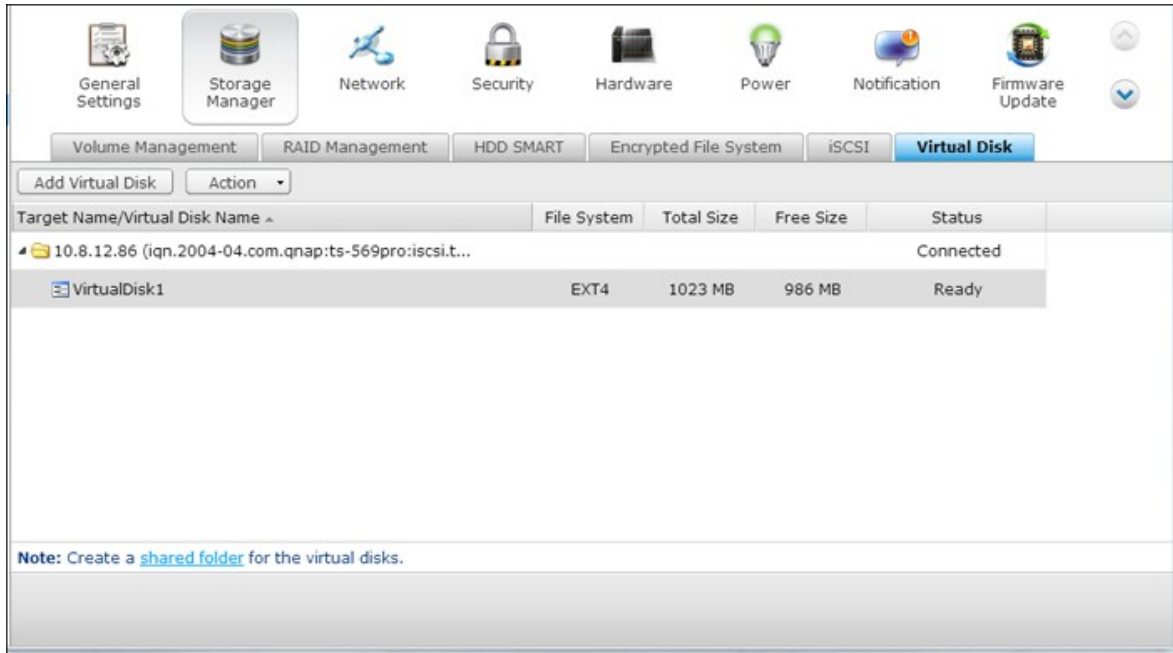 General Settings
Storage Manager
Network
Security
Hardware
Power
Notification
Firmware Update
Volume Management RAID Management HDD SMART Encrypted File System iSCSI Virtual Disk
Add Virtual Disk Action
Target Name/Virtual Disk Name File System Total Size Free Size Status
10.8.12.86 (iqn.2004-04.com.qnap:ts-569pro:iscsi.t... Connected
VirtualDisk1 EXT4 1023 MB 986 MB Ready
Note: Create a shared folder for the virtual disks.